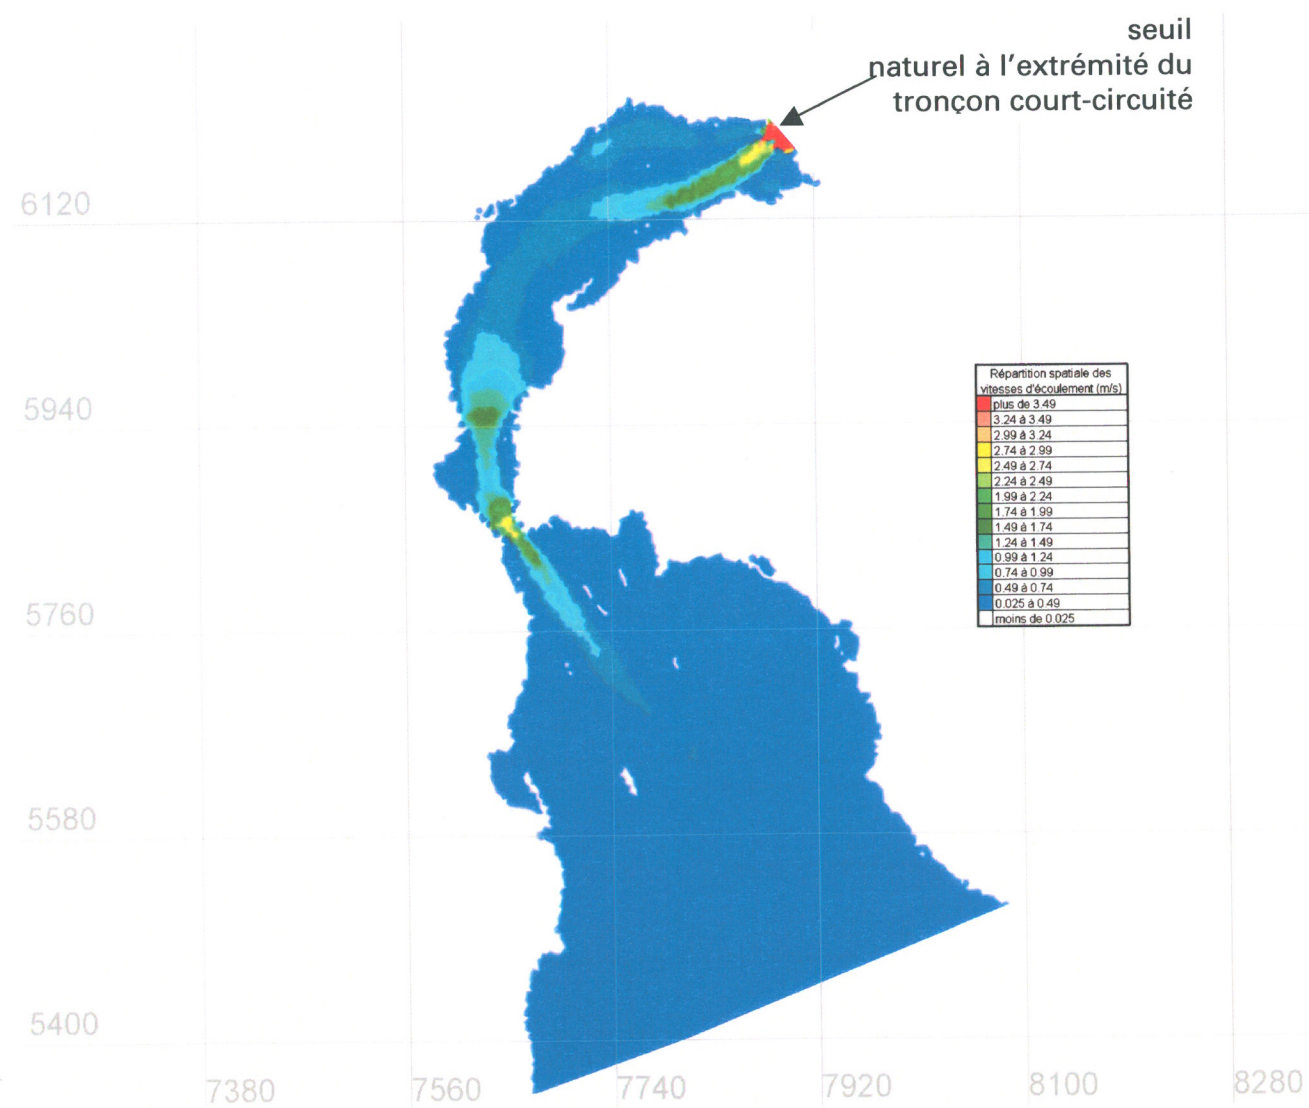 seuil
naturel à l'extrémité du
tronçon court-circuité
6120
5940
5760
5580
5400
7380
7560
7740
7920
8100
8280
Répartition spatiale des
vitesses d'écoulement (m/s)
plus de 3.49
3.24 à 3.49
2.99 à 3.24
2.74 à 2.99
2.49 à 2.74
2.24 à 2.49
1.99 à 2.24
1.74 à 1.99
1.49 à 1.74
1.24 à 1.49
0.99 à 1.24
0.74 à 0.99
0.49 à 0.74
0.025 à 0.49
moins de 0.025